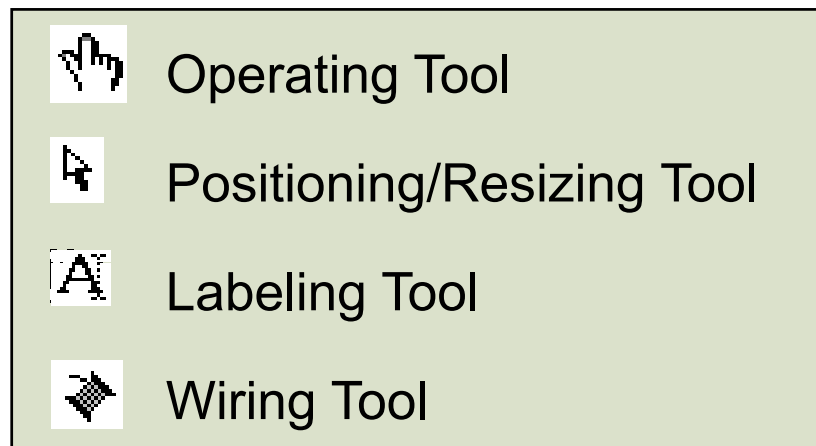 Operating Tool
Positioning/Resizing Tool
A Labeling Tool
Wiring Tool